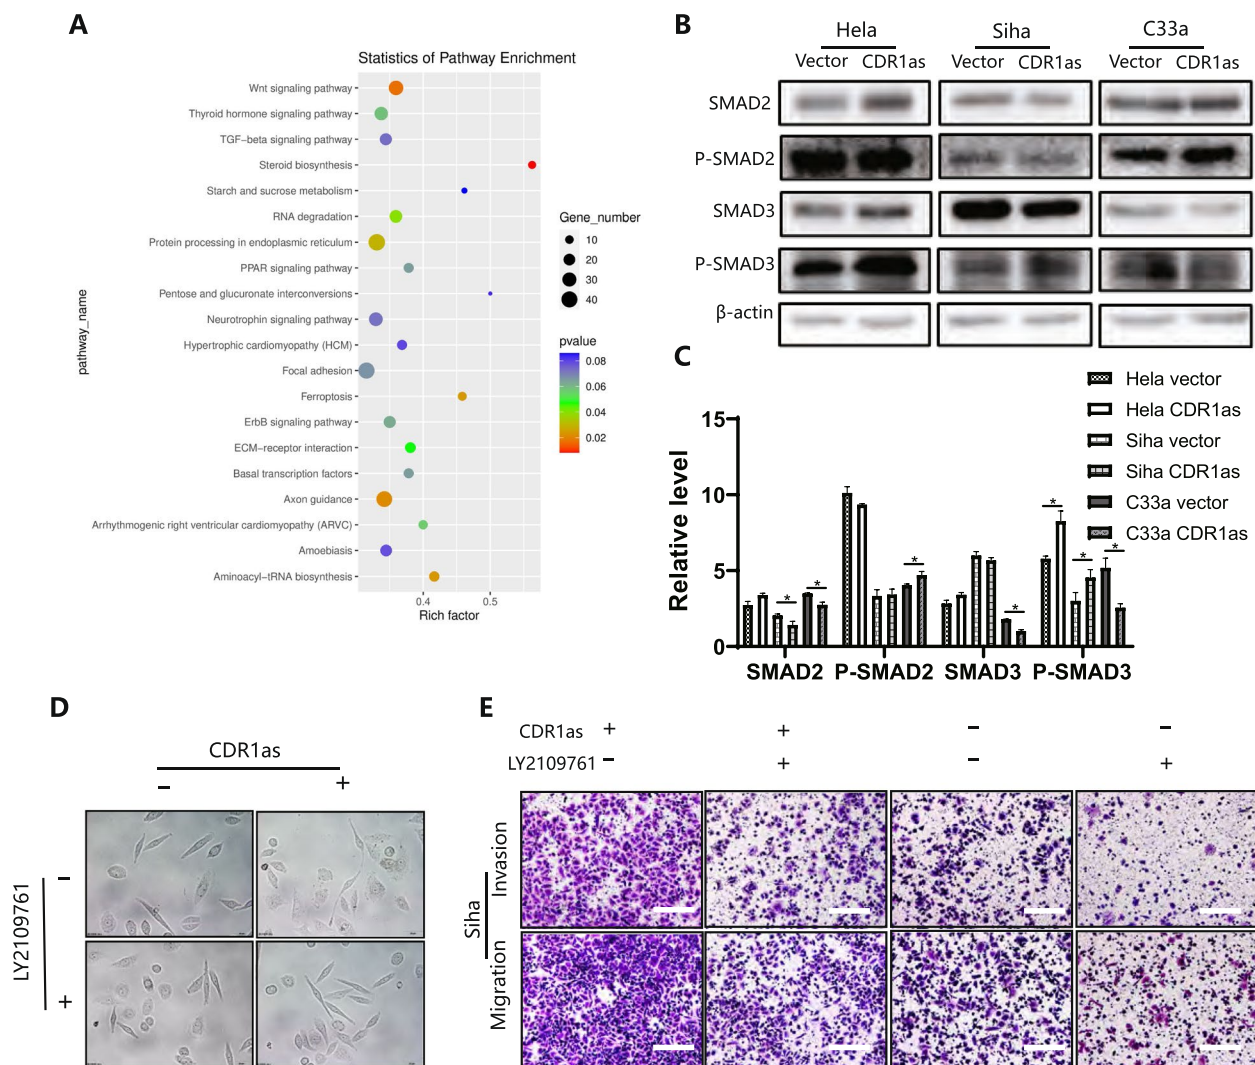 A
Statistics of Pathway Enrichment
Wnt signaling pathway
Thyroid hormone signaling pathway
TGF−beta signaling pathway
Steroid biosynthesis
Starch and sucrose metabolism
RNA degradation
Protein processing in endoplasmic reticulum
PPAR signaling pathway
Pentose and glucuronate interconversions
Neurotrophin signaling pathway
Hypertrophic cardiomyopathy (HCM)
Focal adhesion
Ferroptosis
ErbB signaling pathway
ECM−receptor interaction
Basal transcription factors
Axon guidance
Arrhythmogenic right ventricular cardiomyopathy (ARVC)
Amoebiasis
Aminoacyl−tRNA biosynthesis
pathway_name
0.4 0.5
Rich factor
Gene_number
10
20
30
40
pvalue
0.08
0.06
0.04
0.02
B
Hela Siha C33a
Vector CDR1as Vector CDR1as Vector CDR1as
SMAD2
P-SMAD2
SMAD3
P-SMAD3
β-actin
C
Relative level
15
10
5
0
* * * * * * *
SMAD2 P-SMAD2 SMAD3 P-SMAD3
Hela vector
Hela CDR1as
Siha vector
Siha CDR1as
C33a vector
C33a CDR1as
D
CDR1as
− +
LY2109761
−
+
E
CDR1as + + − −
LY2109761 − + − +
Siha
Invasion
Migration